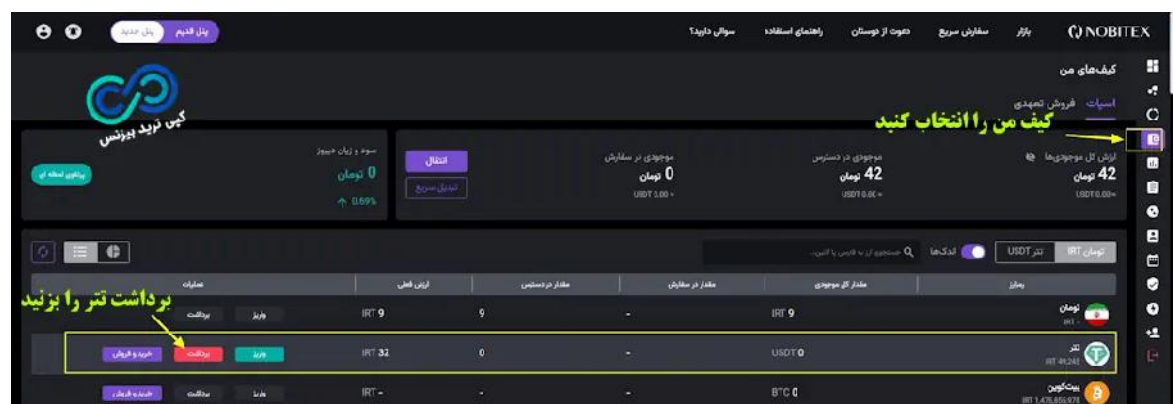 NOBITEX بازار سفارش سریع دعوت از دوستان راهنمای استفاده سوالی دارید؟ پنل قدیم پنل جدید
کیف‌های من
اسپات فروش تعهدی
کیف من را انتخاب کنید
کپی ترید بیزنس
ارزش کل موجودی‌ها موجودی در دسترس موجودی در سفارش انتقال سود و زیان دیروز
42 تومان 42 تومان 0 تومان 0 تومان
تبدیل سریع
0.69%
تومان IRT تتر USDT اندک‌ها
رمزارز مقدار کل موجودی مقدار در سفارش مقدار در دسترس ارزش فعلی عملیات
برداشت تتر را بزنید
تومان IRT 9 - 9 IRT 9 واریز برداشت
تتر USDT 0 - 0 IRT 32 واریز برداشت خرید و فروش
بیت‌کوین BTC 0 - - IRT - واریز برداشت خرید و فروش